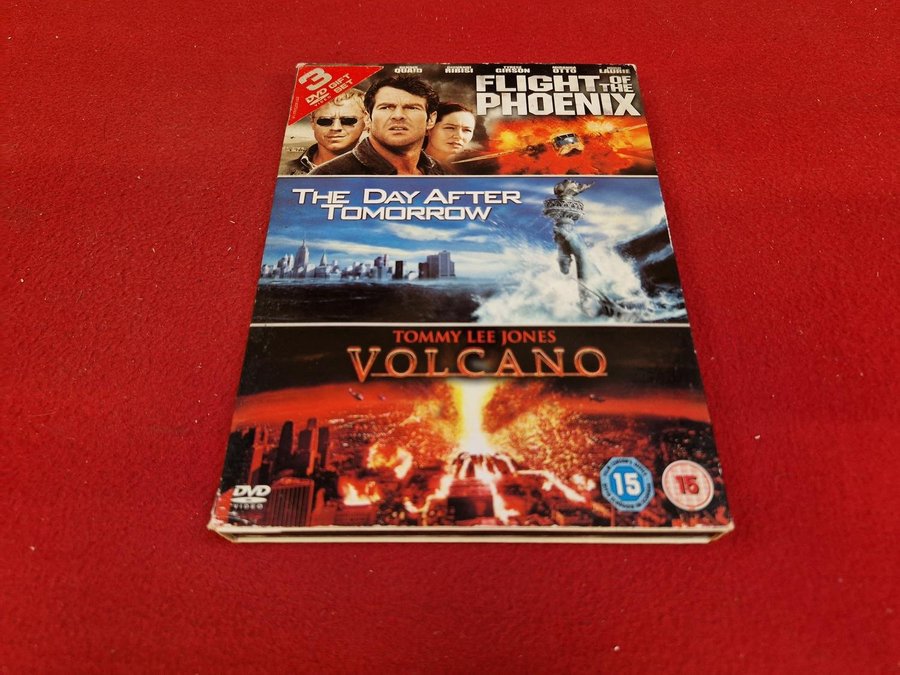 3
DVD GIFT
SET
QUAID RIBISI GIBSON OTTO LAURIE
FLIGHT OF THE
PHOENIX
THE DAY AFTER
TOMORROW
TOMMY LEE JONES
VOLCANO
DVD
VIDEO
15
15